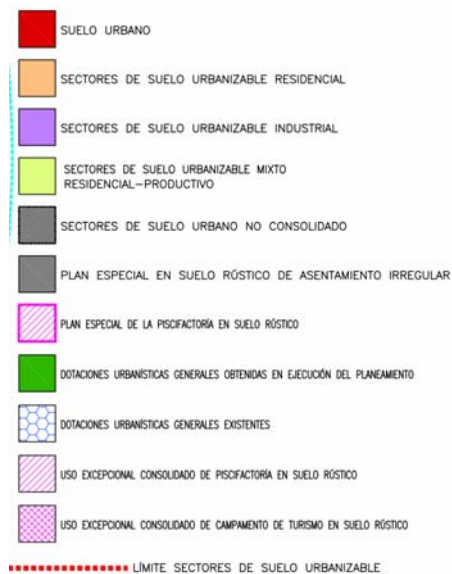 SUELO URBANO
SECTORES DE SUELO URBANIZABLE RESIDENCIAL
SECTORES DE SUELO URBANIZABLE INDUSTRIAL
SECTORES DE SUELO URBANIZABLE MIXTO
RESIDENCIAL-PRODUCTIVO
SECTORES DE SUELO URBANO NO CONSOLIDADO
PLAN ESPECIAL EN SUELO RÚSTICO DE ASENTAMIENTO IRREGULAR
PLAN ESPECIAL DE LA PISCIFACTORÍA EN SUELO RÚSTICO
DOTACIONES URBANÍSTICAS GENERALES OBTENIDAS EN EJECUCIÓN DEL PLANEAMIENTO
DOTACIONES URBANÍSTICAS GENERALES EXISTENTES
USO EXCEPCIONAL CONSOLIDADO DE PISCIFACTORÍA EN SUELO RÚSTICO
USO EXCEPCIONAL CONSOLIDADO DE CAMPAMENTO DE TURISMO EN SUELO RÚSTICO
LÍMITE SECTORES DE SUELO URBANIZABLE